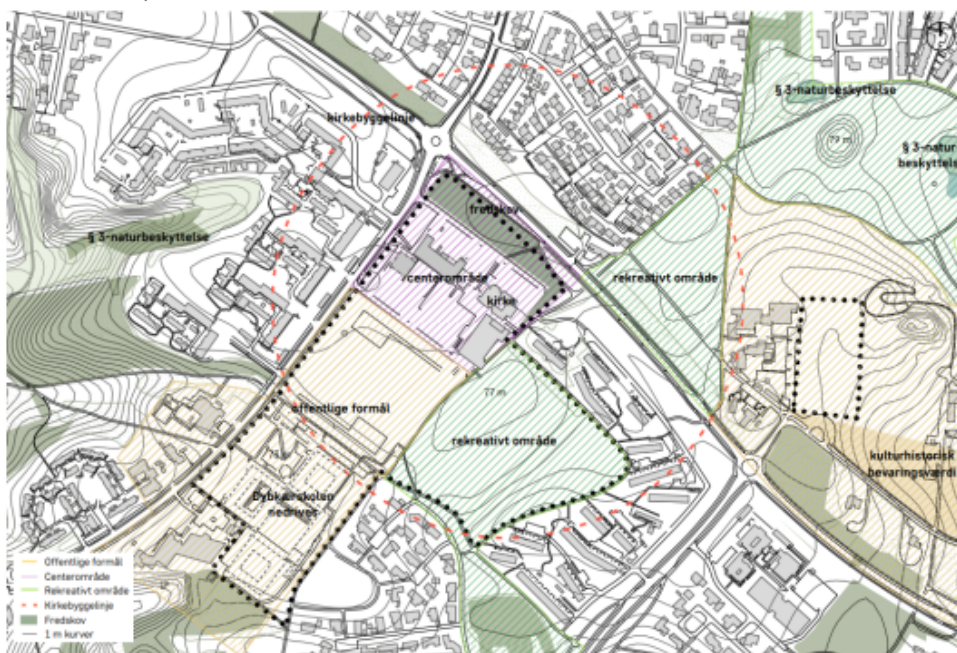 § 3-naturbeskyttelse
kirkebyggelinje
79 m
§ 3-natur
beskyttels
fredskov
§ 3-naturbeskyttelse
centerområde
rekreativt område
kirke
77 m
offentlige formål
rekreativt område
kulturhistorisk
bevaringsværdi
Dybkærskolen
nedrives
Offentlige formål
Centerområde
Rekreativt område
Kirkebyggelinje
Fredskov
1 m kurver